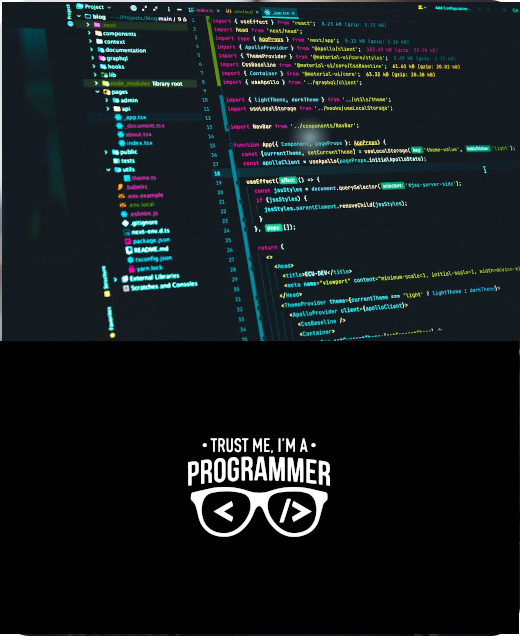 Project
blog ~/Projects/blog main / 9 Δ
.next
components
context
documentation
graphql
hooks
lib
node_modules library root
pages
admin
api
_app.tsx
_document.tsx
about.tsx
index.tsx
public
tests
utils
theme.ts
.babelrc
.env.example
.env.local
.eslintrc.js
.gitignore
next-env.d.ts
package.json
README.md
tsconfig.json
yarn.lock
External Libraries
Scratches and Consoles
Structure
Favorites
import { useEffect } from "react";
import Head from "next/head";
import type { AppProps } from "next/app";
import { ApolloProvider } from "@apollo/client";
import { ThemeProvider } from "@material-ui/core/styles";
import CssBaseline from "@material-ui/core/CssBaseline";
import { Container } from "@material-ui/core";
import { useApollo } from "../graphql/client";
import { lightTheme, darkTheme } from "../utils/theme";
import useLocalStorage from "../hooks/useLocalStorage";
import NavBar from "../components/NavBar";
function App({ Component, pageProps }: AppProps) {
const [currentTheme, setCurrentTheme] = useLocalStorage( key: "theme-value", "light");
const apolloClient = useApollo(pageProps.initialApolloState);
useEffect( effect: () => {
const jssStyles = document.querySelector( selectors: "#jss-server-side");
if (jssStyles) {
jssStyles.parentElement.removeChild(jssStyles);
}
}, deps: []);
return (
<>
<Head>
<title>ECU-DEV</title>
<meta name="viewport" content="minimum-scale=1, initial-scale=1, width=device-wi
</Head>
<ThemeProvider theme={currentTheme === "light" ? lightTheme : darkTheme}>
<ApolloProvider client={apolloClient}>
<CssBaseline />
<Container>
• TRUST ME, I'M A •
PROGRAMMER
< />